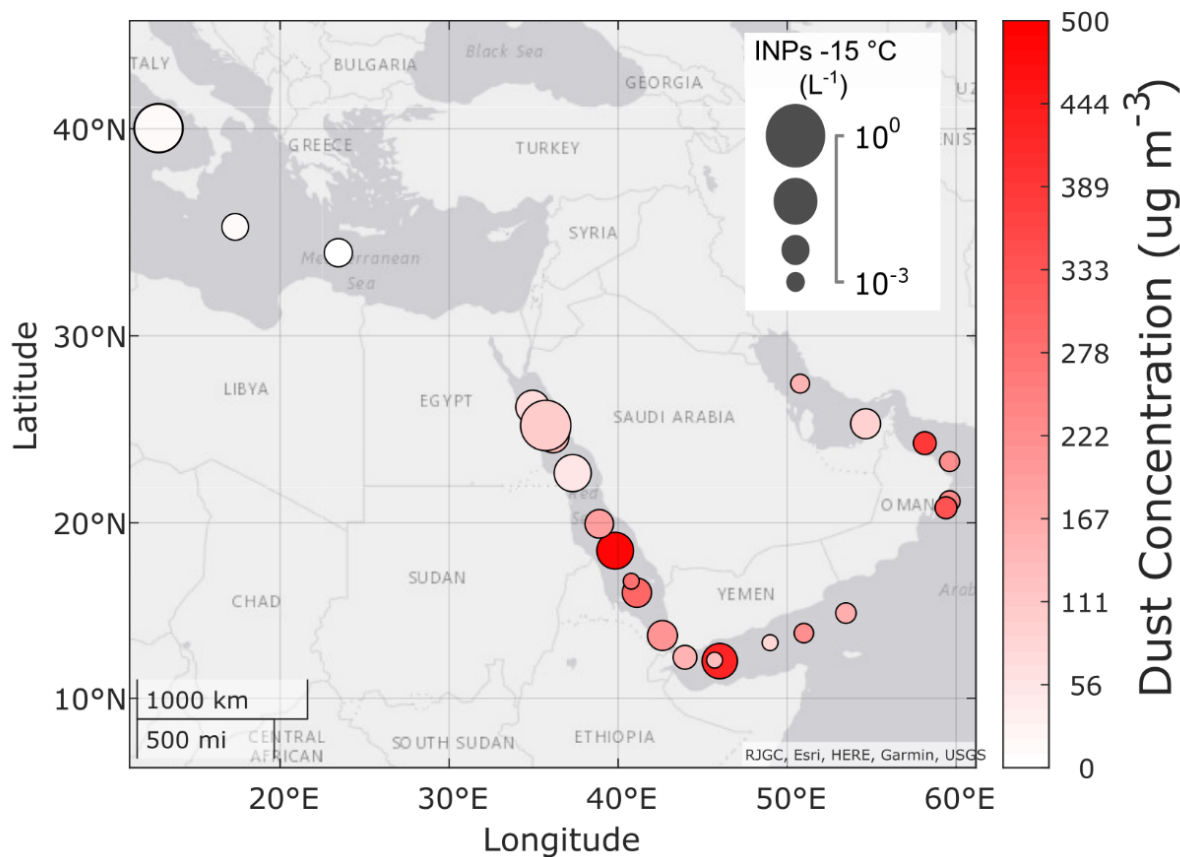 INPs -15 °C
(L⁻¹)
10⁰
10⁻³
TALY
BULGARIA
Black Sea
GEORGIA
UZ
GREECE
TURKEY
NIST
SYRIA
Mediterranean
Sea
LIBYA
EGYPT
SAUDI ARABIA
OMAN
Red
SUDAN
CHAD
YEMEN
Arab
ETHIOPIA
SOUTH SUDAN
CENTRAL
AFRICAN
1000 km
500 mi
RJGC, Esri, HERE, Garmin, USGS
40°N
30°N
20°N
10°N
Latitude
20°E
30°E
40°E
50°E
60°E
Longitude
500
444
389
333
278
222
167
111
56
0
Dust Concentration (ug m⁻³)